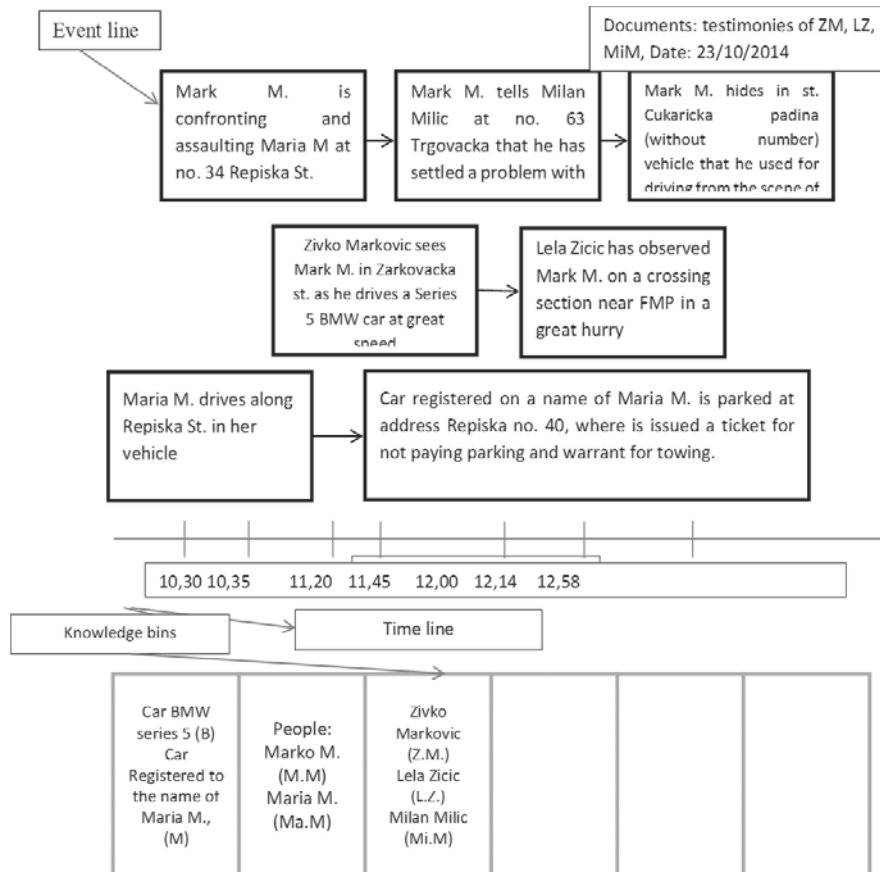 Event line
Documents: testimonies of ZM, LZ,
MiM, Date: 23/10/2014
Mark M. is
confronting and
assaulting Maria M at
no. 34 Repiska St.
Mark M. tells Milan
Milic at no. 63
Trgovacka that he has
settled a problem with
Mark M. hides in st.
Cukaricka padina
(without number)
vehicle that he used for
driving from the scene of
Zivko Markovic sees
Mark M. in Zarkovacka
st. as he drives a Series
5 BMW car at great
speed
Lela Zicic has observed
Mark M. on a crossing
section near FMP in a
great hurry
Maria M. drives along
Repiska St. in her
vehicle
Car registered on a name of Maria M. is parked at
address Repiska no. 40, where is issued a ticket for
not paying parking and warrant for towing.
10,30 10,35 11,20 11,45 12,00 12,14 12,58
Knowledge bins
Time line
Car BMW
series 5 (B)
Car
Registered to
the name of
Maria M.,
(M)
People:
Marko M.
(M.M)
Maria M.
(Ma.M)
Zivko
Markovic
(Z.M.)
Lela Zicic
(L.Z.)
Milan Milic
(Mi.M)